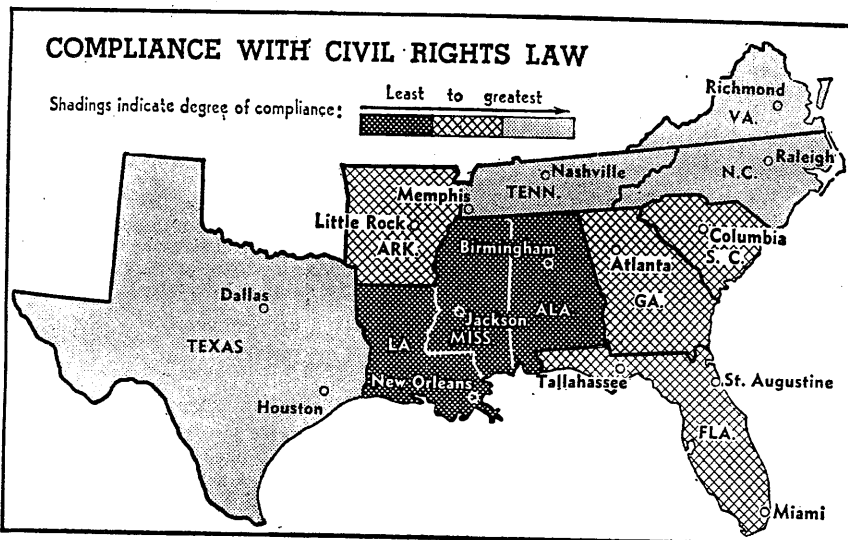 COMPLIANCE WITH CIVIL RIGHTS LAW
Least to greatest
Shadings indicate degree of compliance:
Richmond
VA.
Raleigh
N.C.
Nashville
TENN.
Memphis
Little Rock
ARK.
Columbia
S. C.
Birmingham
Atlanta
GA.
Dallas
TEXAS
Jackson
MISS
ALA
LA
New Orleans
Tallahassee
St. Augustine
Houston
FLA.
Miami